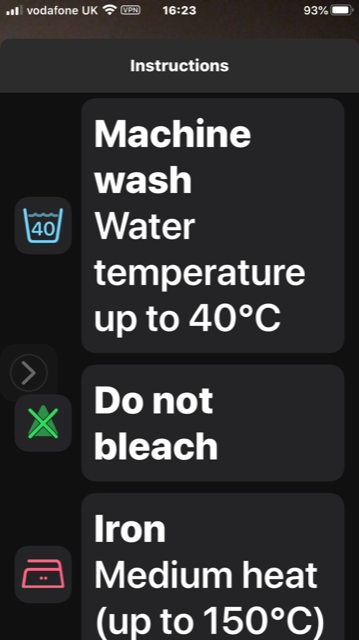 vodafone UK VPN 16:23 93%
Instructions
Machine
wash
Water
temperature
up to 40°C
40
Do not
bleach
Iron
Medium heat
(up to 150°C)